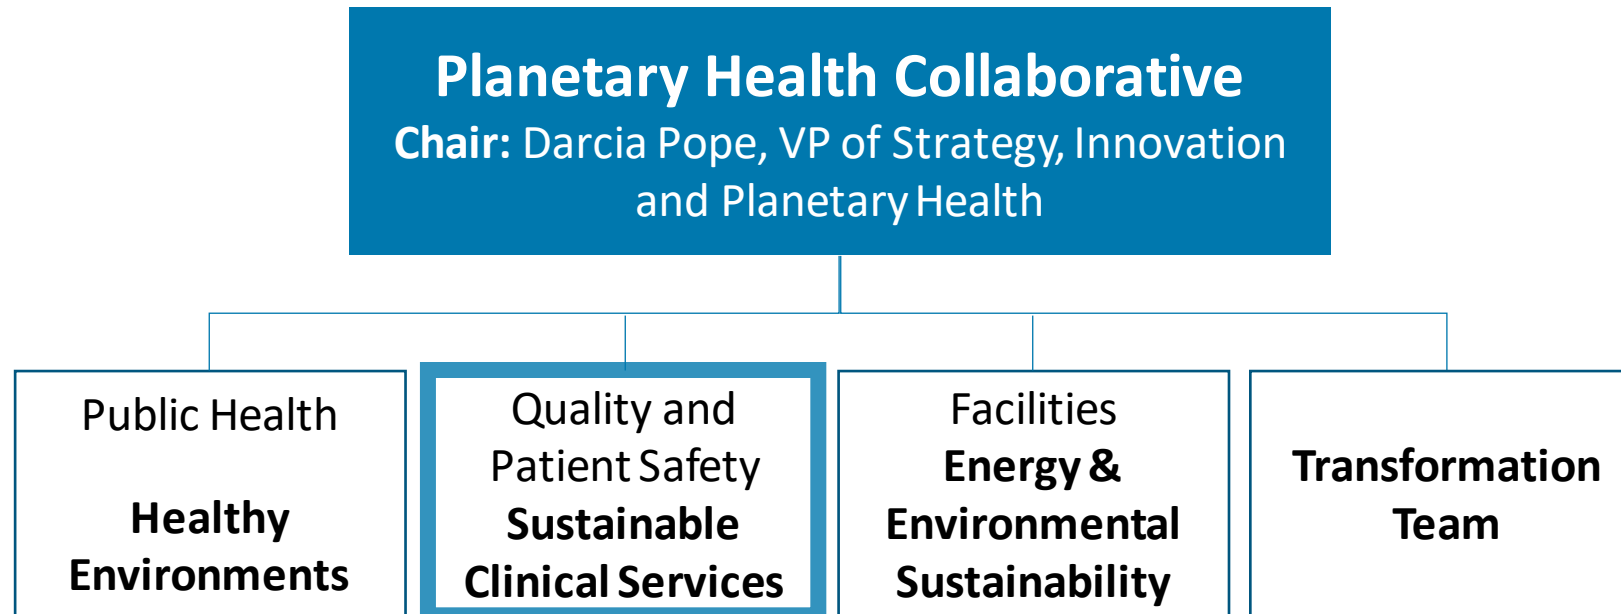 Planetary Health Collaborative
Chair: Darcia Pope, VP of Strategy, Innovation
and Planetary Health
Public Health
Healthy
Environments
Quality and
Patient Safety
Sustainable
Clinical Services
Facilities
Energy &
Environmental
Sustainability
Transformation
Team